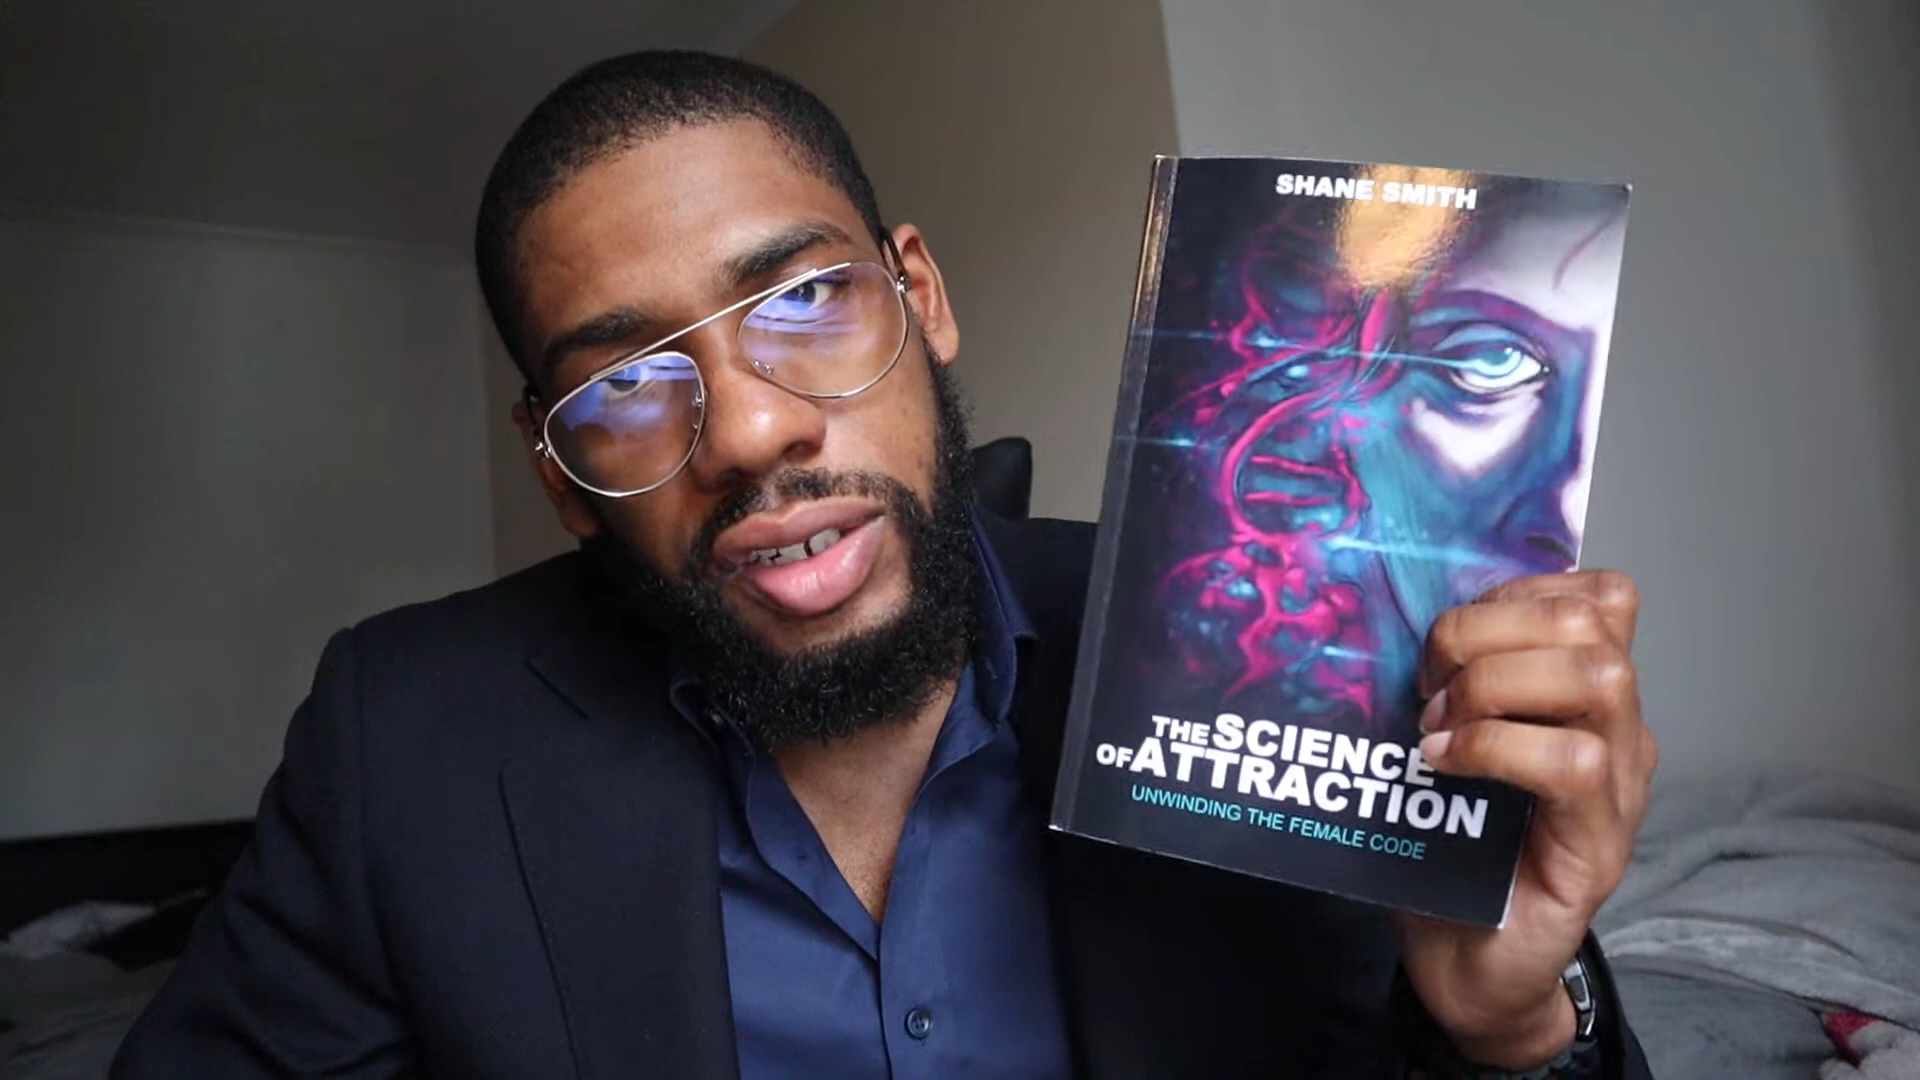 SHANE SMITH
THE SCIENCE
OF ATTRACTION
UNWINDING THE FEMALE CODE